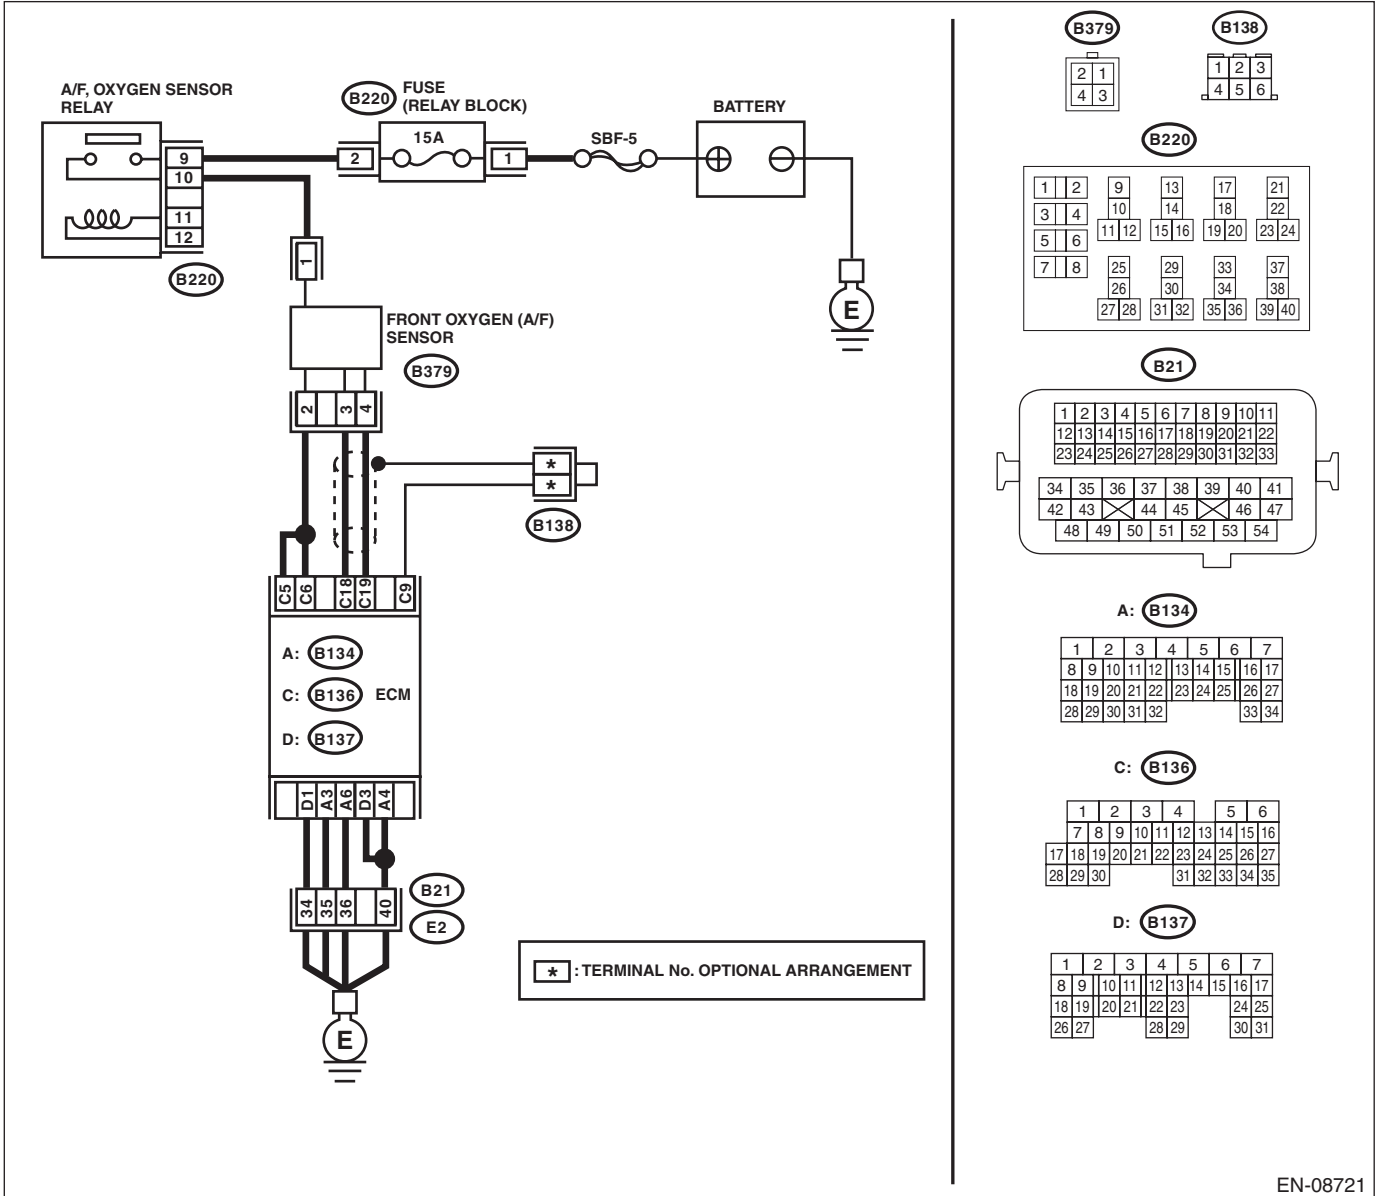 A/F, OXYGEN SENSOR
RELAY
9
10
11
12
B220
B220
FUSE
(RELAY BLOCK)
15A
2
1
SBF-5
BATTERY
E
1
FRONT OXYGEN (A/F)
SENSOR
B379
2
3
4
*
*
B138
C5
C6
C18
C19
C9
A: B134
C: B136 ECM
D: B137
D1
A3
A6
D3
A4
34
35
36
40
B21
E2
E
* : TERMINAL No. OPTIONAL ARRANGEMENT
B379
2 1
4 3
B138
1 2 3
4 5 6
B220
1 2 9 13 17 21
3 4 10 14 18 22
5 6 11 12 15 16 19 20 23 24
7 8 25 29 33 37
26 30 34 38
27 28 31 32 35 36 39 40
B21
1 2 3 4 5 6 7 8 9 10 11
12 13 14 15 16 17 18 19 20 21 22
23 24 25 26 27 28 29 30 31 32 33
34 35 36 37 38 39 40 41
42 43 44 45 46 47
48 49 50 51 52 53 54
A: B134
1 2 3 4 5 6 7
8 9 10 11 12 13 14 15 16 17
18 19 20 21 22 23 24 25 26 27
28 29 30 31 32 33 34
C: B136
1 2 3 4 5 6
7 8 9 10 11 12 13 14 15 16
17 18 19 20 21 22 23 24 25 26 27
28 29 30 31 32 33 34 35
D: B137
1 2 3 4 5 6 7
8 9 10 11 12 13 14 15 16 17
18 19 20 21 22 23 24 25
26 27 28 29 30 31
EN-08721